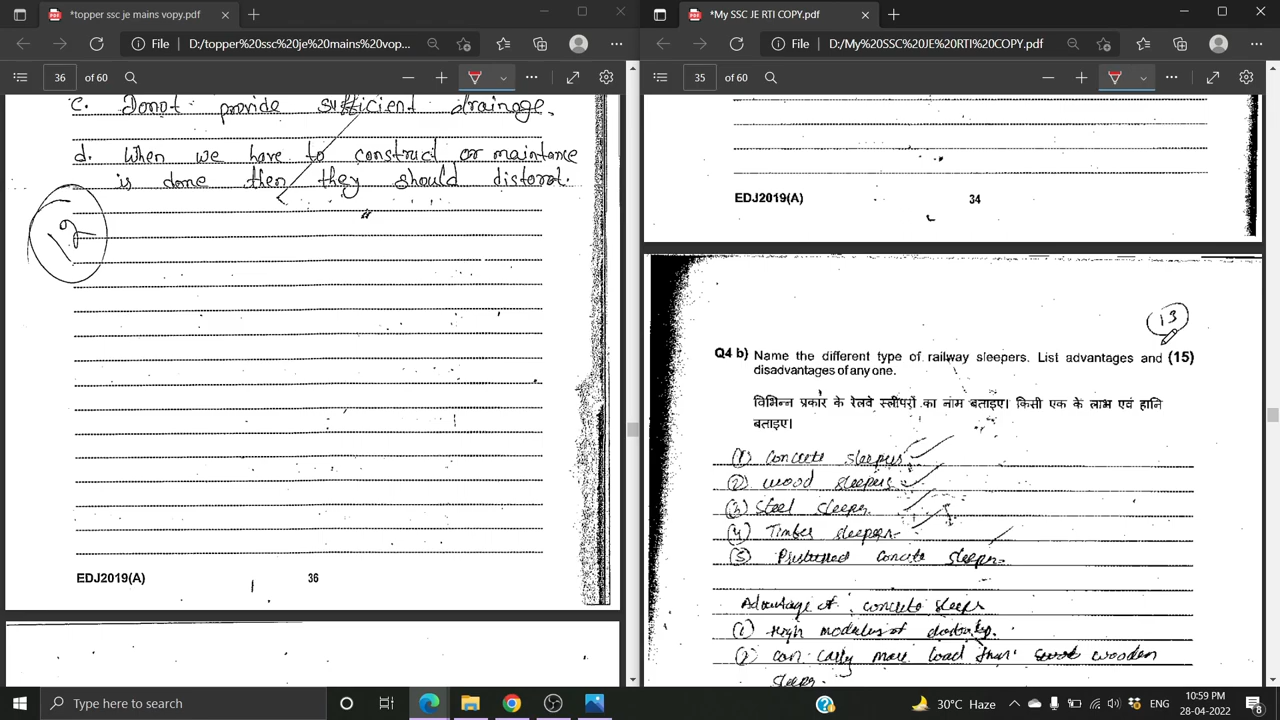 *topper ssc je mains vopy.pdf
File
D:/topper%20ssc%20je%20mains%20vop...
36
of 60
c. Donot provide sufficient drainage.
d. When we have to construct or maintance
is done then they should distorat.
12
EDJ2019(A)
36
*My SSC JE RTI COPY.pdf
File
D:/My%20SSC%20JE%20RTI%20COPY.pdf
35
of 60
EDJ2019(A)
34
13
Q4 b) Name the different type of railway sleepers. List advantages and (15)
disadvantages of any one.
विभिन्न प्रकार के रेलवे स्लीपरों का नाम बताइए। किसी एक के लाभ एवं हानि
बताइए।
(1) Concrete sleepers
(2) wood sleepers
(3) Steel sleeper
(4) Timber sleepers
(5) concrete sleeper
Advantage of concrete sleeps
(1) High modulus of
(2) can carry more load than wooden
sleeps.
Type here to search
30°C Haze
10:59 PM
28-04-2022